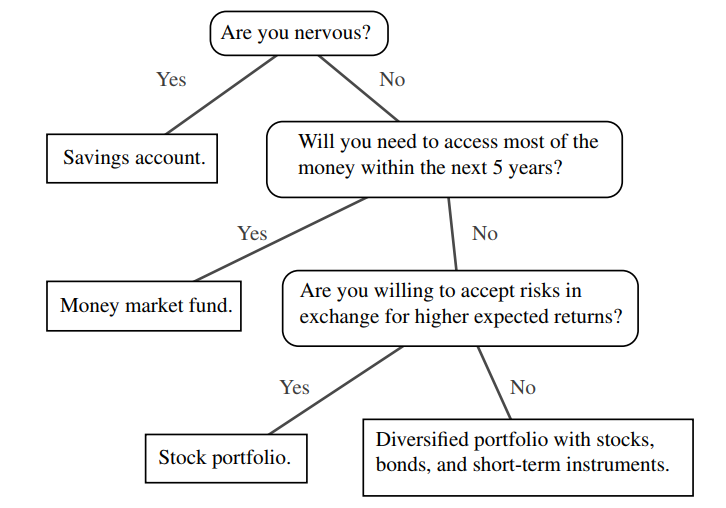 Are you nervous?
Yes
No
Savings account.
Will you need to access most of the
money within the next 5 years?
Yes
No
Money market fund.
Are you willing to accept risks in
exchange for higher expected returns?
Yes
No
Stock portfolio.
Diversified portfolio with stocks,
bonds, and short-term instruments.